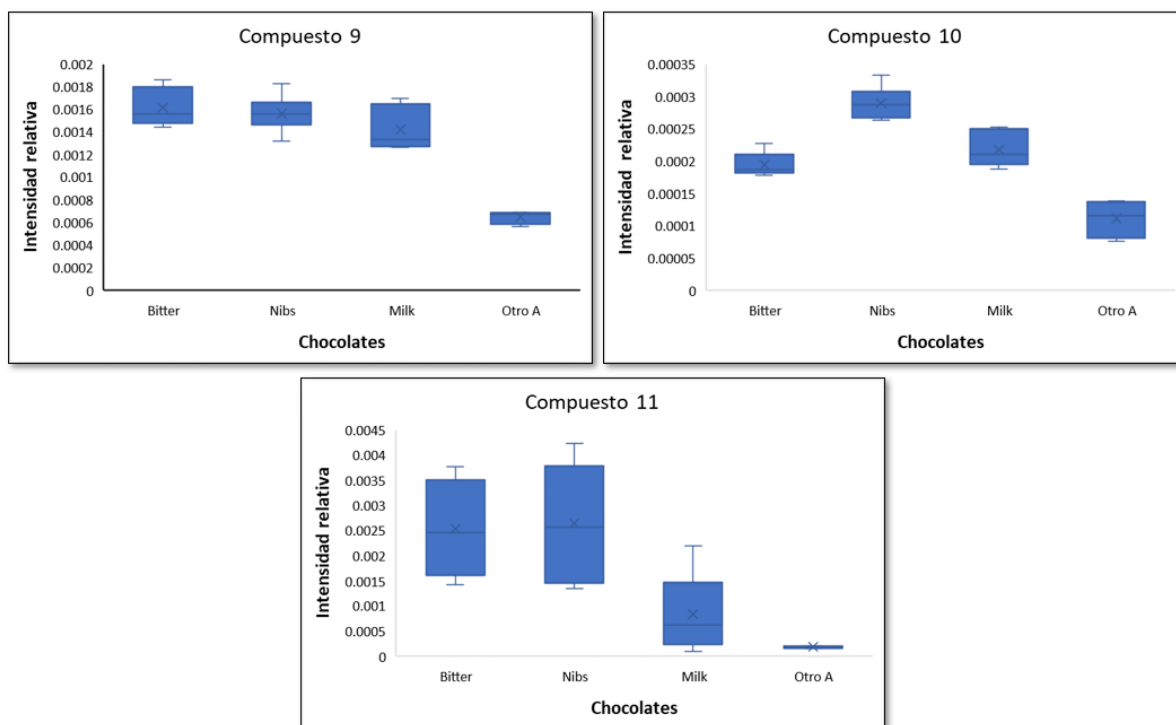 Compuesto 9
Intensidad relativa
0.002
0.0018
0.0016
0.0014
0.0012
0.001
0.0008
0.0006
0.0004
0.0002
0
Bitter Nibs Milk Otro A
Chocolates
Compuesto 10
Intensidad relativa
0.00035
0.0003
0.00025
0.0002
0.00015
0.0001
0.00005
0
Bitter Nibs Milk Otro A
Chocolates
Compuesto 11
Intensidad relativa
0.0045
0.004
0.0035
0.003
0.0025
0.002
0.0015
0.001
0.0005
0
Bitter Nibs Milk Otro A
Chocolates